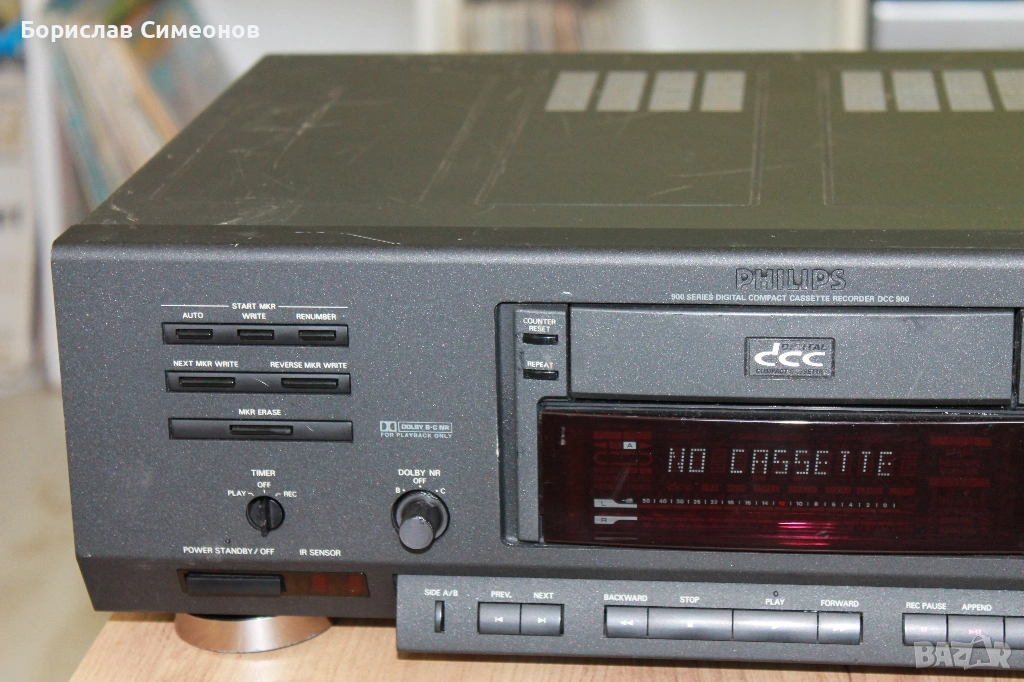 Борислав Симеонов
PHILIPS
900 SERIES DIGITAL COMPACT CASSETTE RECORDER DCC 900
START MKR
AUTO WRITE RENUMBER
NEXT MKR WRITE REVERSE MKR WRITE
MKR ERASE
DOLBY B-C NR
FOR PLAYBACK ONLY
COUNTER
RESET
REPEAT
DIGITAL
dcc
COMPACT CASSETTE
A
NO CASSETTE
L
R
TIMER
OFF
PLAY REC
DOLBY NR
OFF
B C
POWER STANDBY/OFF IR SENSOR
SIDE A/B
PREV. NEXT
BACKWARD STOP PLAY FORWARD
REC PAUSE APPEND
BAZAR